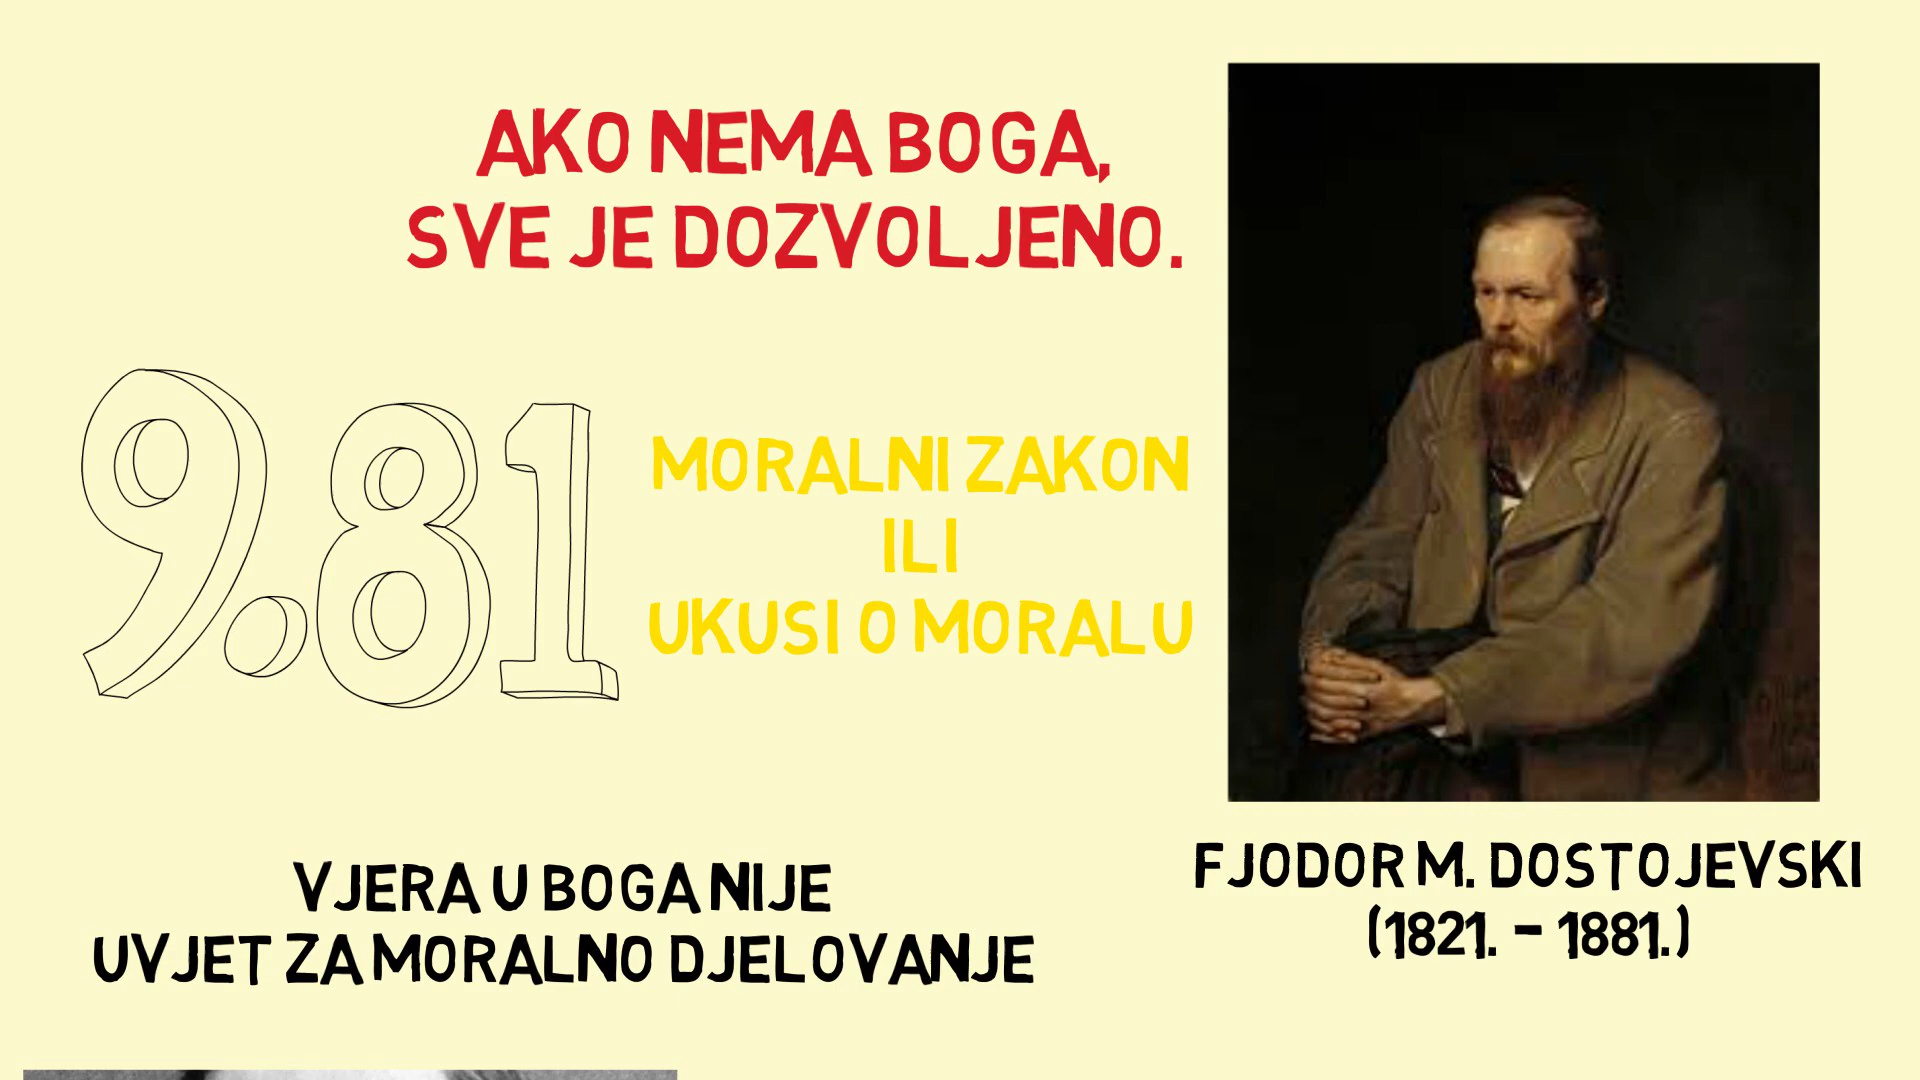 AKO NEMA BOGA,
SVE JE DOZVOLJENO.
9.81
MORALNI ZAKON
ILI
UKUSI O MORALU
VJERA U BOGA NIJE
UVJET ZA MORALNO DJELOVANJE
FJODOR M. DOSTOJEVSKI
(1821. - 1881.)